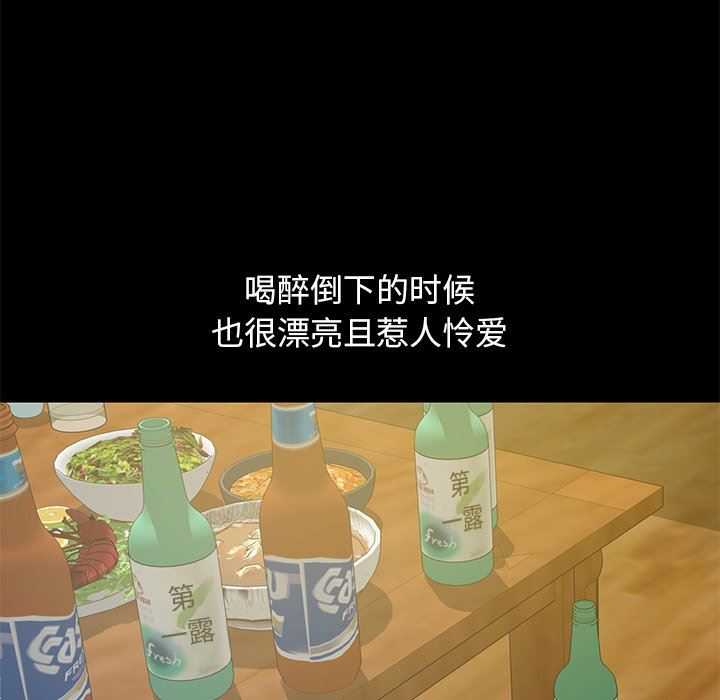 喝醉倒下的时候
也很漂亮且惹人怜爱
第
一露
fresh
第
一露
fresh